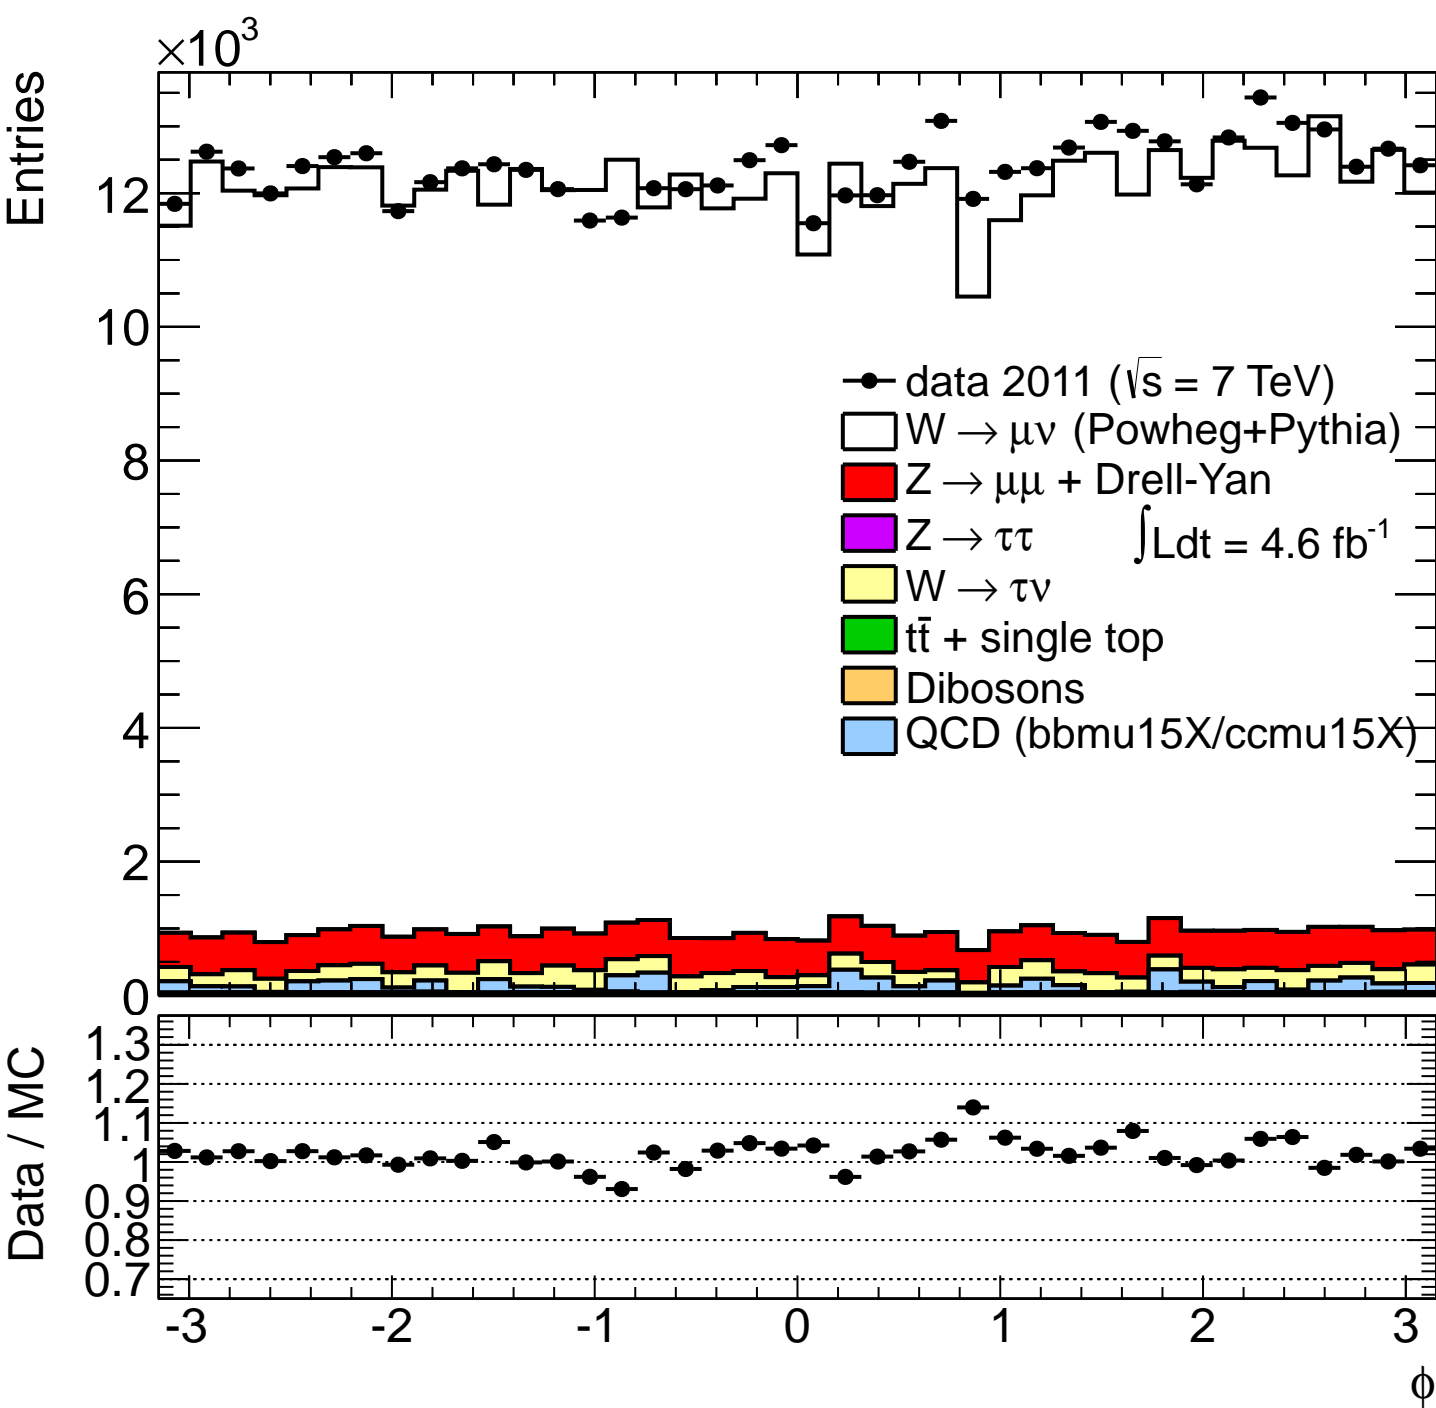 ×10³
Entries
12
10
8
6
4
2
0
data 2011 (√s = 7 TeV)
W → μν (Powheg+Pythia)
Z → μμ + Drell-Yan
Z → ττ
∫Ldt = 4.6 fb⁻¹
W → τν
tt̄ + single top
Dibosons
QCD (bbmu15X/ccmu15X)
Data / MC
1.3
1.2
1.1
1
0.9
0.8
0.7
-3 -2 -1 0 1 2 3
ϕ